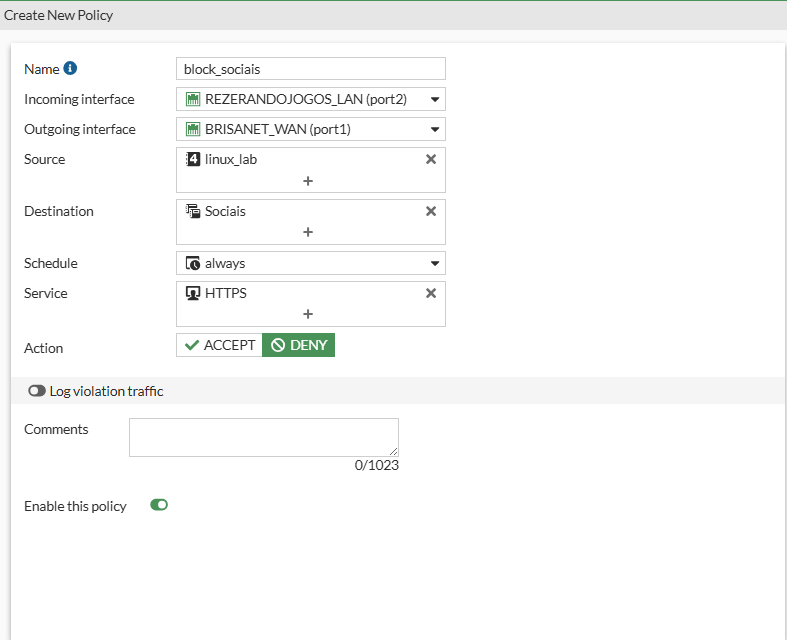 Create New Policy
Name
block_sociais
Incoming interface
REZERANDOJOGOS_LAN (port2)
Outgoing interface
BRISANET_WAN (port1)
Source
4 linux_lab
+
Destination
Sociais
+
Schedule
always
Service
HTTPS
+
Action
ACCEPT DENY
Log violation traffic
Comments
0/1023
Enable this policy